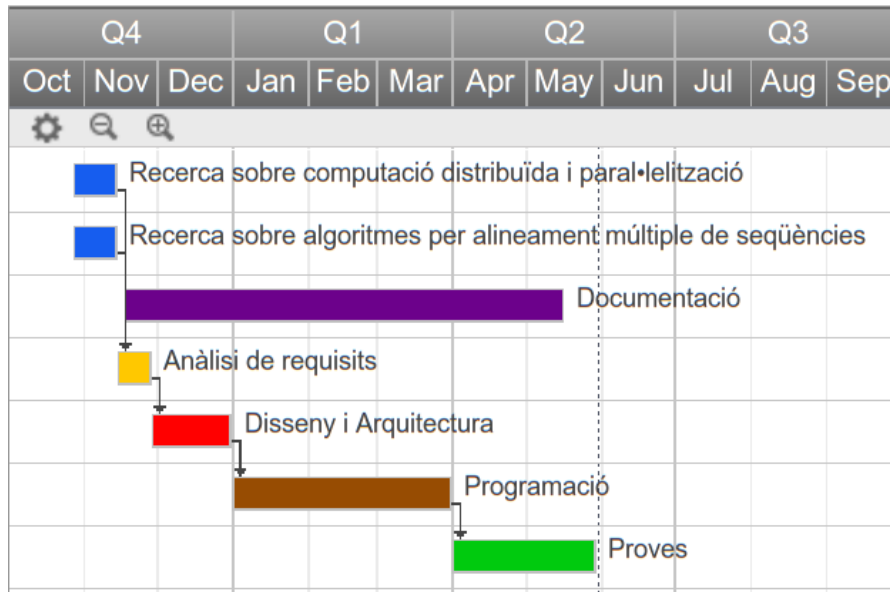 Q4 Q1 Q2 Q3
Oct Nov Dec Jan Feb Mar Apr May Jun Jul Aug Sep
Recerca sobre computació distribuïda i paral•lelització
Recerca sobre algoritmes per alineament múltiple de seqüències
Documentació
Anàlisi de requisits
Disseny i Arquitectura
Programació
Proves